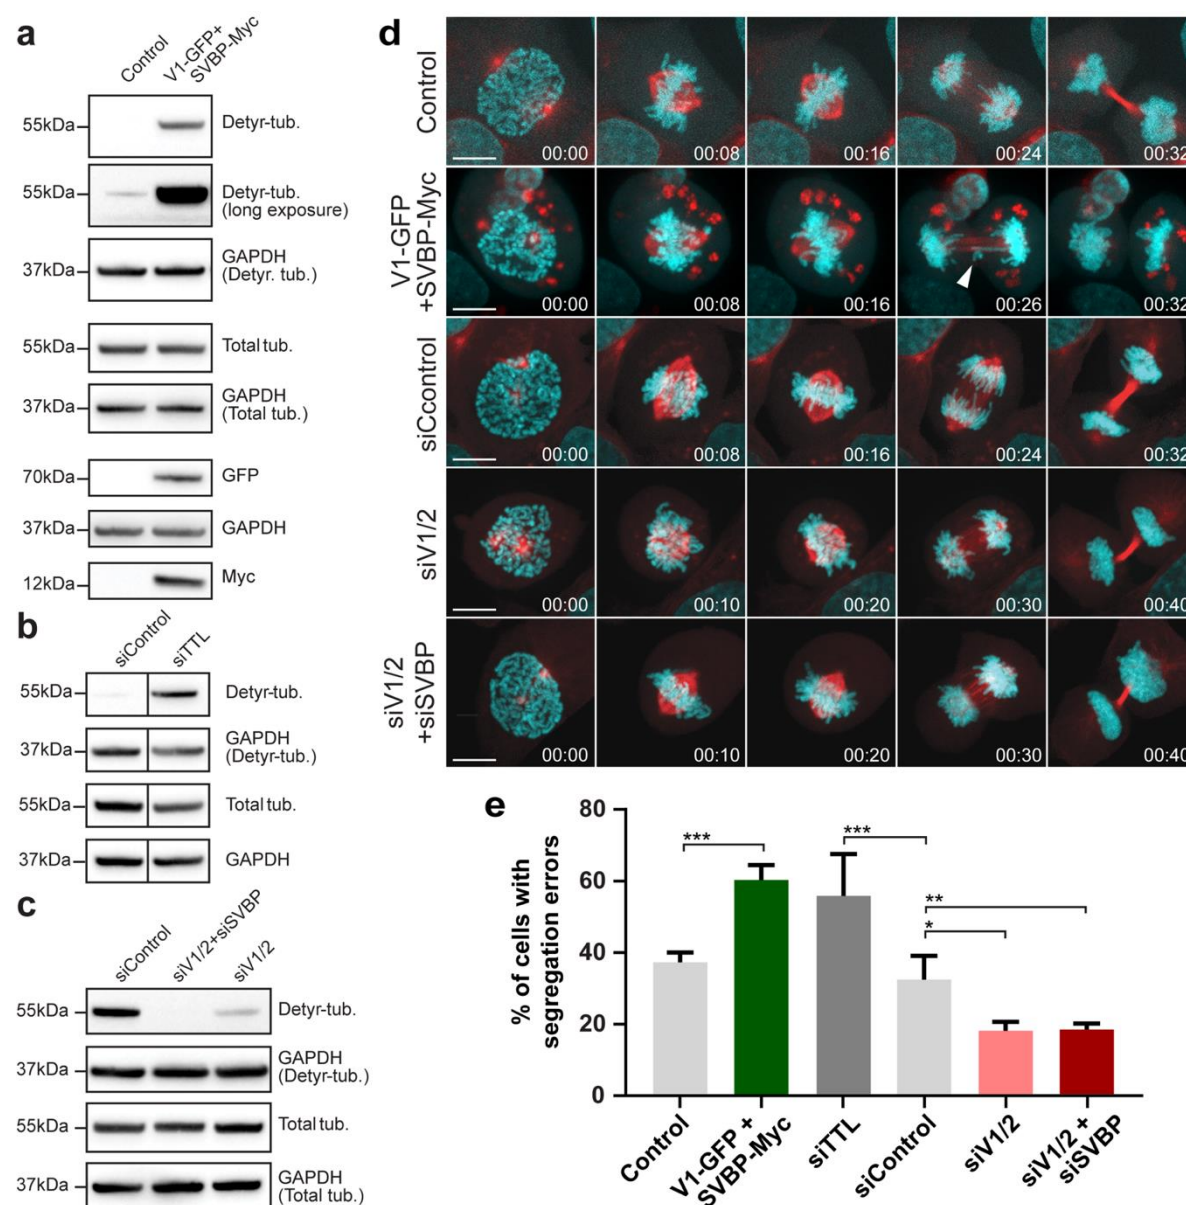 a
Control
V1-GFP+
SVBP-Myc
55kDa
Detyr-tub.
55kDa
Detyr-tub.
(long exposure)
37kDa
GAPDH
(Detyr. tub.)
55kDa
Total tub.
37kDa
GAPDH
(Total tub.)
70kDa
GFP
37kDa
GAPDH
12kDa
Myc
b
siControl
siTTL
55kDa
Detyr-tub.
37kDa
GAPDH
(Detyr-tub.)
55kDa
Total tub.
37kDa
GAPDH
c
siControl
siV1/2+siSVBP
siV1/2
55kDa
Detyr-tub.
37kDa
GAPDH
(Detyr-tub.)
55kDa
Total tub.
37kDa
GAPDH
(Total tub.)
d
Control
00:00
00:08
00:16
00:24
00:32
V1-GFP
+SVBP-Myc
00:00
00:08
00:16
00:26
00:32
siCcontrol
00:00
00:08
00:16
00:24
00:32
siV1/2
00:00
00:10
00:20
00:30
00:40
siV1/2
+siSVBP
00:00
00:10
00:20
00:30
00:40
e
% of cells with
segregation errors
80
60
40
20
0
***
***
**
*
Control
V1-GFP +
SVBP-Myc
siTTL
siControl
siV1/2
siV1/2 +
siSVBP